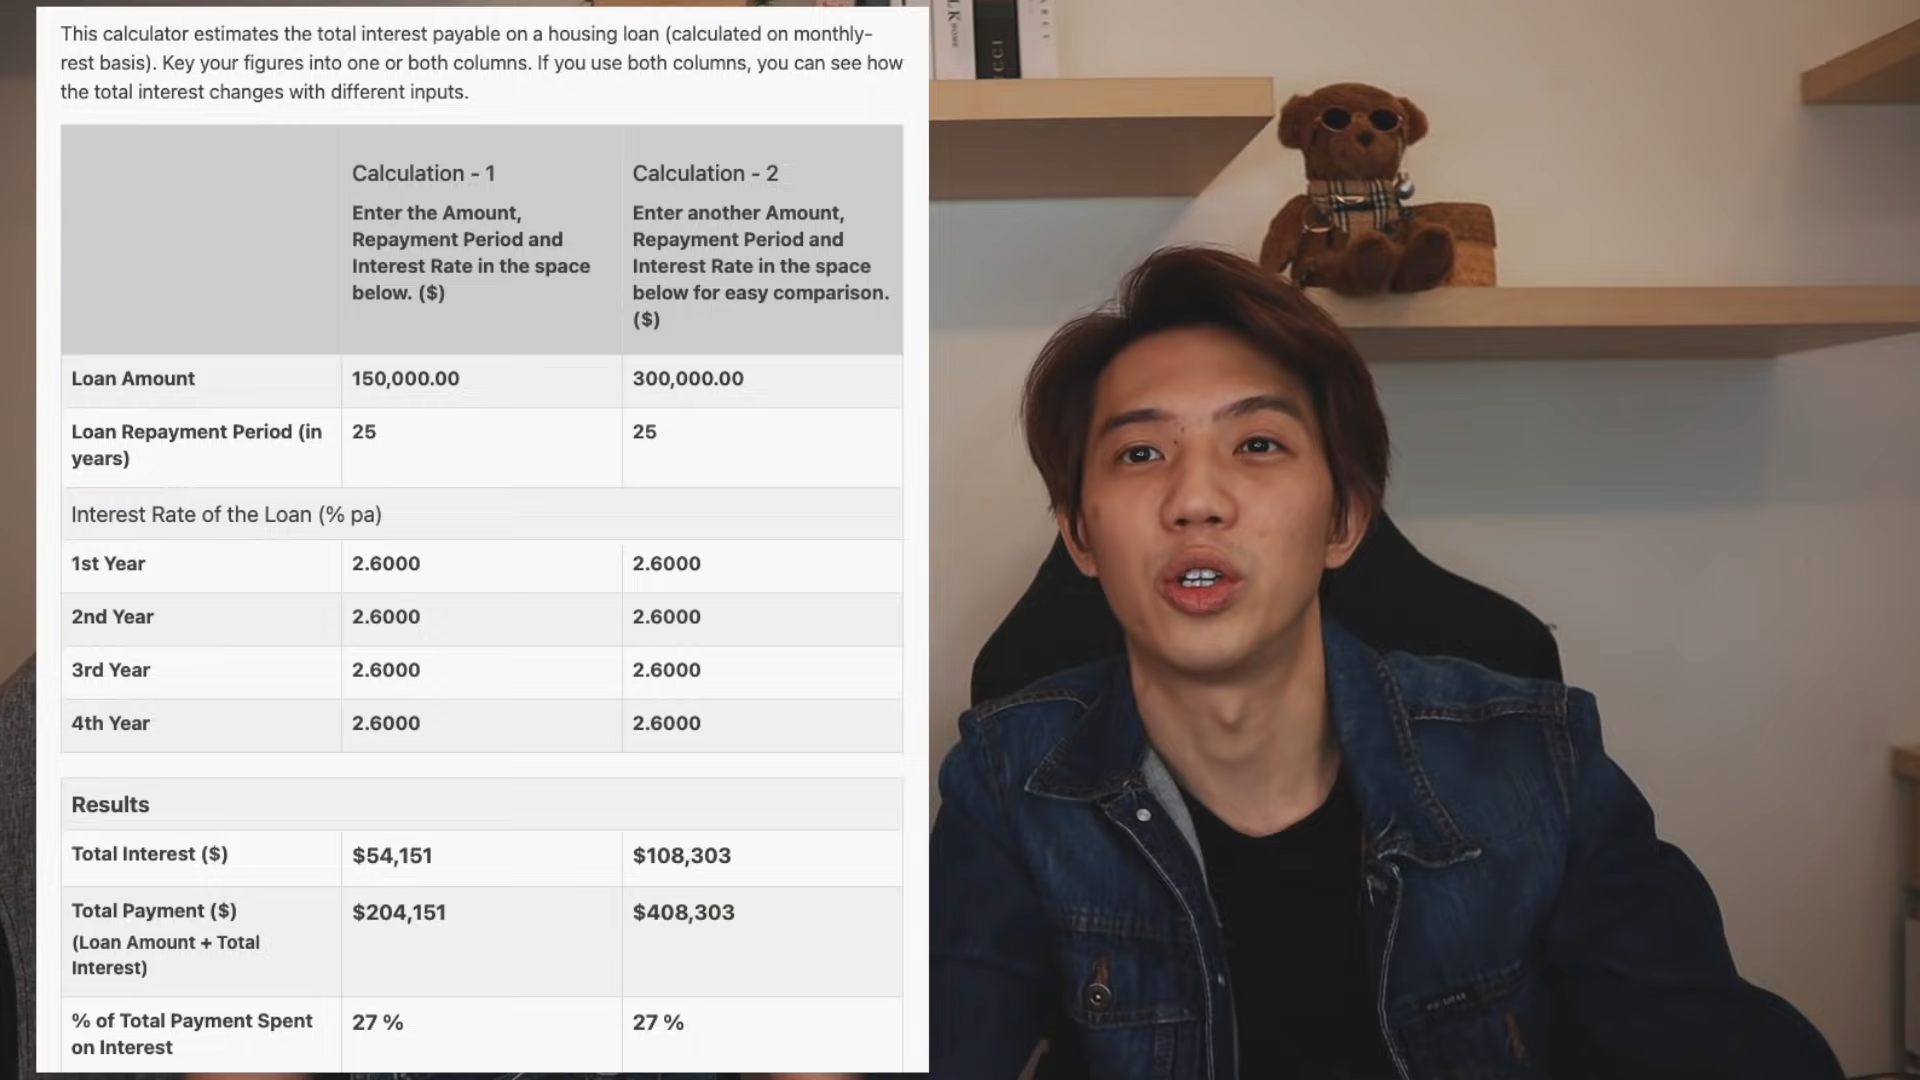 This calculator estimates the total interest payable on a housing loan (calculated on monthly-
rest basis). Key your figures into one or both columns. If you use both columns, you can see how
the total interest changes with different inputs.
Calculation - 1
Enter the Amount,
Repayment Period and
Interest Rate in the space
below. ($)
Calculation - 2
Enter another Amount,
Repayment Period and
Interest Rate in the space
below for easy comparison.
($)
Loan Amount 150,000.00 300,000.00
Loan Repayment Period (in
years) 25 25
Interest Rate of the Loan (% pa)
1st Year 2.6000 2.6000
2nd Year 2.6000 2.6000
3rd Year 2.6000 2.6000
4th Year 2.6000 2.6000
Results
Total Interest ($) $54,151 $108,303
Total Payment ($) $204,151 $408,303
(Loan Amount + Total
Interest)
% of Total Payment Spent
on Interest 27 % 27 %